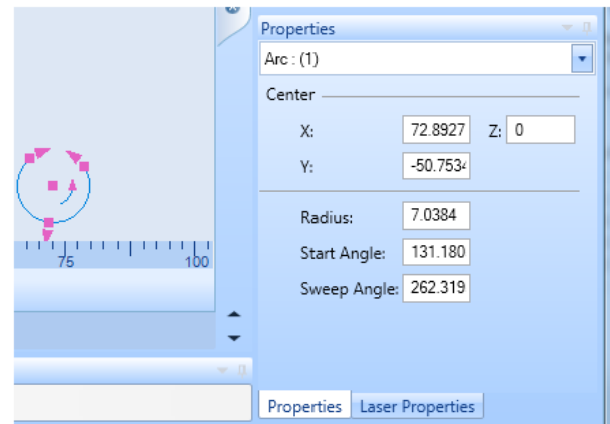 Properties
Arc : (1)
Center
X: 72.8927 Z: 0
Y: -50.7534
Radius: 7.0384
Start Angle: 131.180
Sweep Angle: 262.319
75 100
Properties Laser Properties